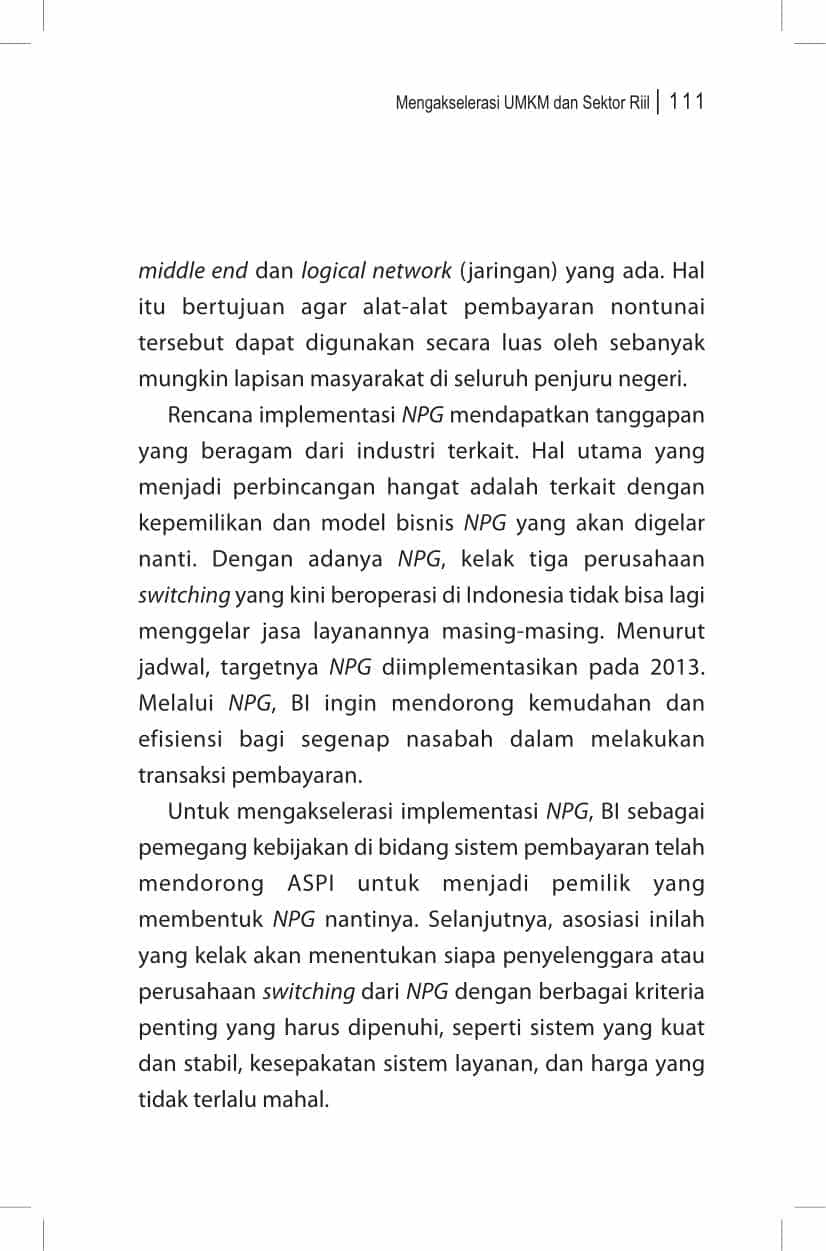 Mengakselerasi UMKM dan Sektor Riil | 111
middle end dan logical network (jaringan) yang ada. Hal
itu bertujuan agar alat-alat pembayaran nontunai
tersebut dapat digunakan secara luas oleh sebanyak
mungkin lapisan masyarakat di seluruh penjuru negeri.
Rencana implementasi NPG mendapatkan tanggapan
yang beragam dari industri terkait. Hal utama yang
menjadi perbincangan hangat adalah terkait dengan
kepemilikan dan model bisnis NPG yang akan digelar
nanti. Dengan adanya NPG, kelak tiga perusahaan
switching yang kini beroperasi di Indonesia tidak bisa lagi
menggelar jasa layanannya masing-masing. Menurut
jadwal, targetnya NPG diimplementasikan pada 2013.
Melalui NPG, BI ingin mendorong kemudahan dan
efisiensi bagi segenap nasabah dalam melakukan
transaksi pembayaran.
Untuk mengakselerasi implementasi NPG, BI sebagai
pemegang kebijakan di bidang sistem pembayaran telah
mendorong ASPI untuk menjadi pemilik yang
membentuk NPG nantinya. Selanjutnya, asosiasi inilah
yang kelak akan menentukan siapa penyelenggara atau
perusahaan switching dari NPG dengan berbagai kriteria
penting yang harus dipenuhi, seperti sistem yang kuat
dan stabil, kesepakatan sistem layanan, dan harga yang
tidak terlalu mahal.